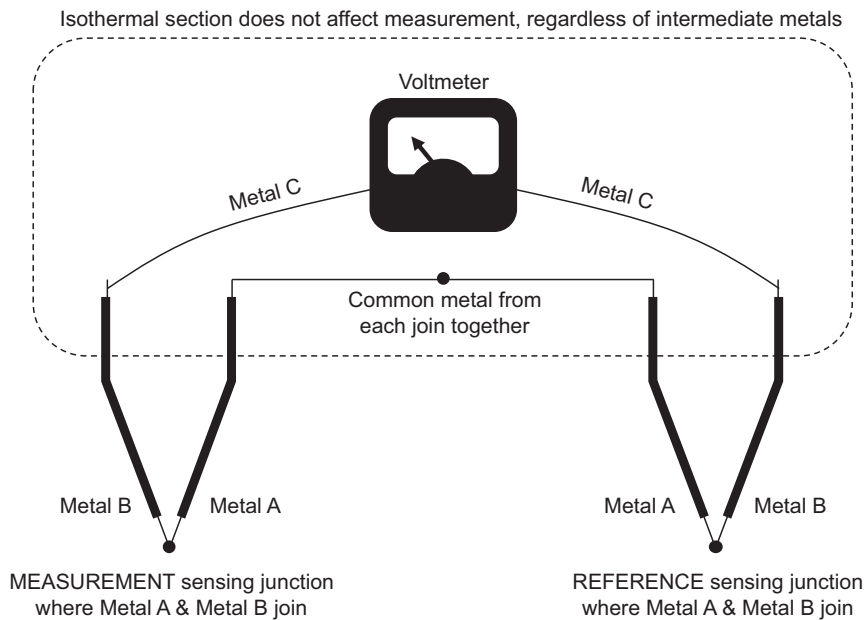 Isothermal section does not affect measurement, regardless of intermediate metals
Voltmeter
Metal C
Metal C
Common metal from
each join together
Metal B
Metal A
Metal A
Metal B
MEASUREMENT sensing junction
where Metal A & Metal B join
REFERENCE sensing junction
where Metal A & Metal B join